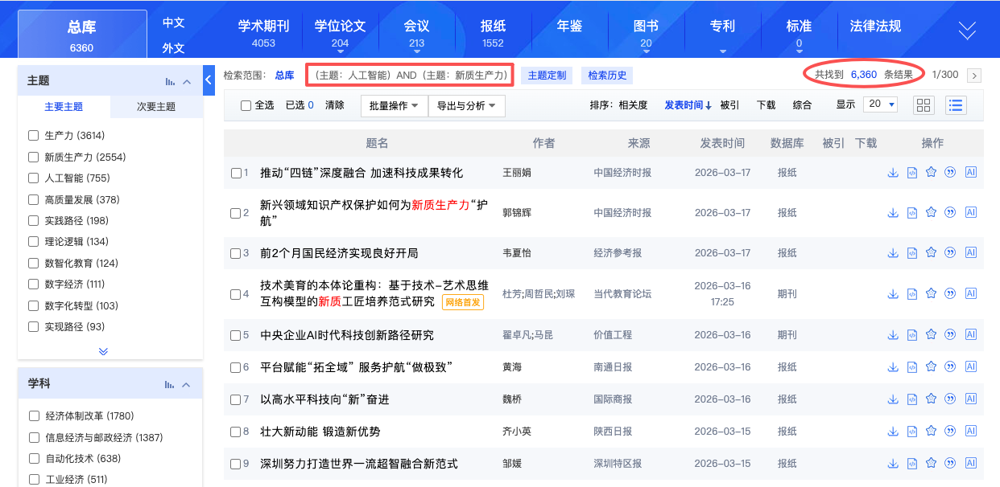 总库
6360
中文
外文
学术期刊
4053
学位论文
204
会议
213
报纸
1552
年鉴
图书
20
专利
标准
0
法律法规
检索范围： 总库 （主题：人工智能）AND（主题：新质生产力） 主题定制 检索历史 共找到 6,360 条结果 1/300
全选 已选 0 清除 批量操作 导出与分析 排序： 相关度 发表时间↓ 被引 下载 综合 显示 20
主题
主要主题 次要主题
生产力 (3614)
新质生产力 (2554)
人工智能 (755)
高质量发展 (378)
实践路径 (198)
理论逻辑 (134)
数智化教育 (124)
数字经济 (111)
数字化转型 (103)
实现路径 (93)
学科
经济体制改革 (1780)
信息经济与邮政经济 (1387)
自动化技术 (638)
工业经济 (511)
题名 作者 来源 发表时间 数据库 被引 下载 操作
1 推动“四链”深度融合 加速科技成果转化 王丽娟 中国经济时报 2026-03-17 报纸 AI
2 新兴领域知识产权保护如何为新质生产力“护
航” 郭锦辉 中国经济时报 2026-03-17 报纸 AI
3 前2个月国民经济实现良好开局 韦夏怡 经济参考报 2026-03-17 报纸 AI
4 技术美育的本体论重构：基于技术-艺术思维
互构模型的新质工匠培养范式研究 网络首发 杜芳;周哲民;刘琛 当代教育论坛 2026-03-16
17:25 期刊 AI
5 中央企业AI时代科技创新路径研究 翟卓凡;马昆 价值工程 2026-03-16 期刊 AI
6 平台赋能“拓全域” 服务护航“做极致” 黄海 南通日报 2026-03-16 报纸 AI
7 以高水平科技向“新”奋进 魏桥 国际商报 2026-03-16 报纸 AI
8 壮大新动能 锻造新优势 齐小英 陕西日报 2026-03-15 报纸 AI
9 深圳努力打造世界一流超智融合新范式 邹媛 深圳特区报 2026-03-15 报纸 AI